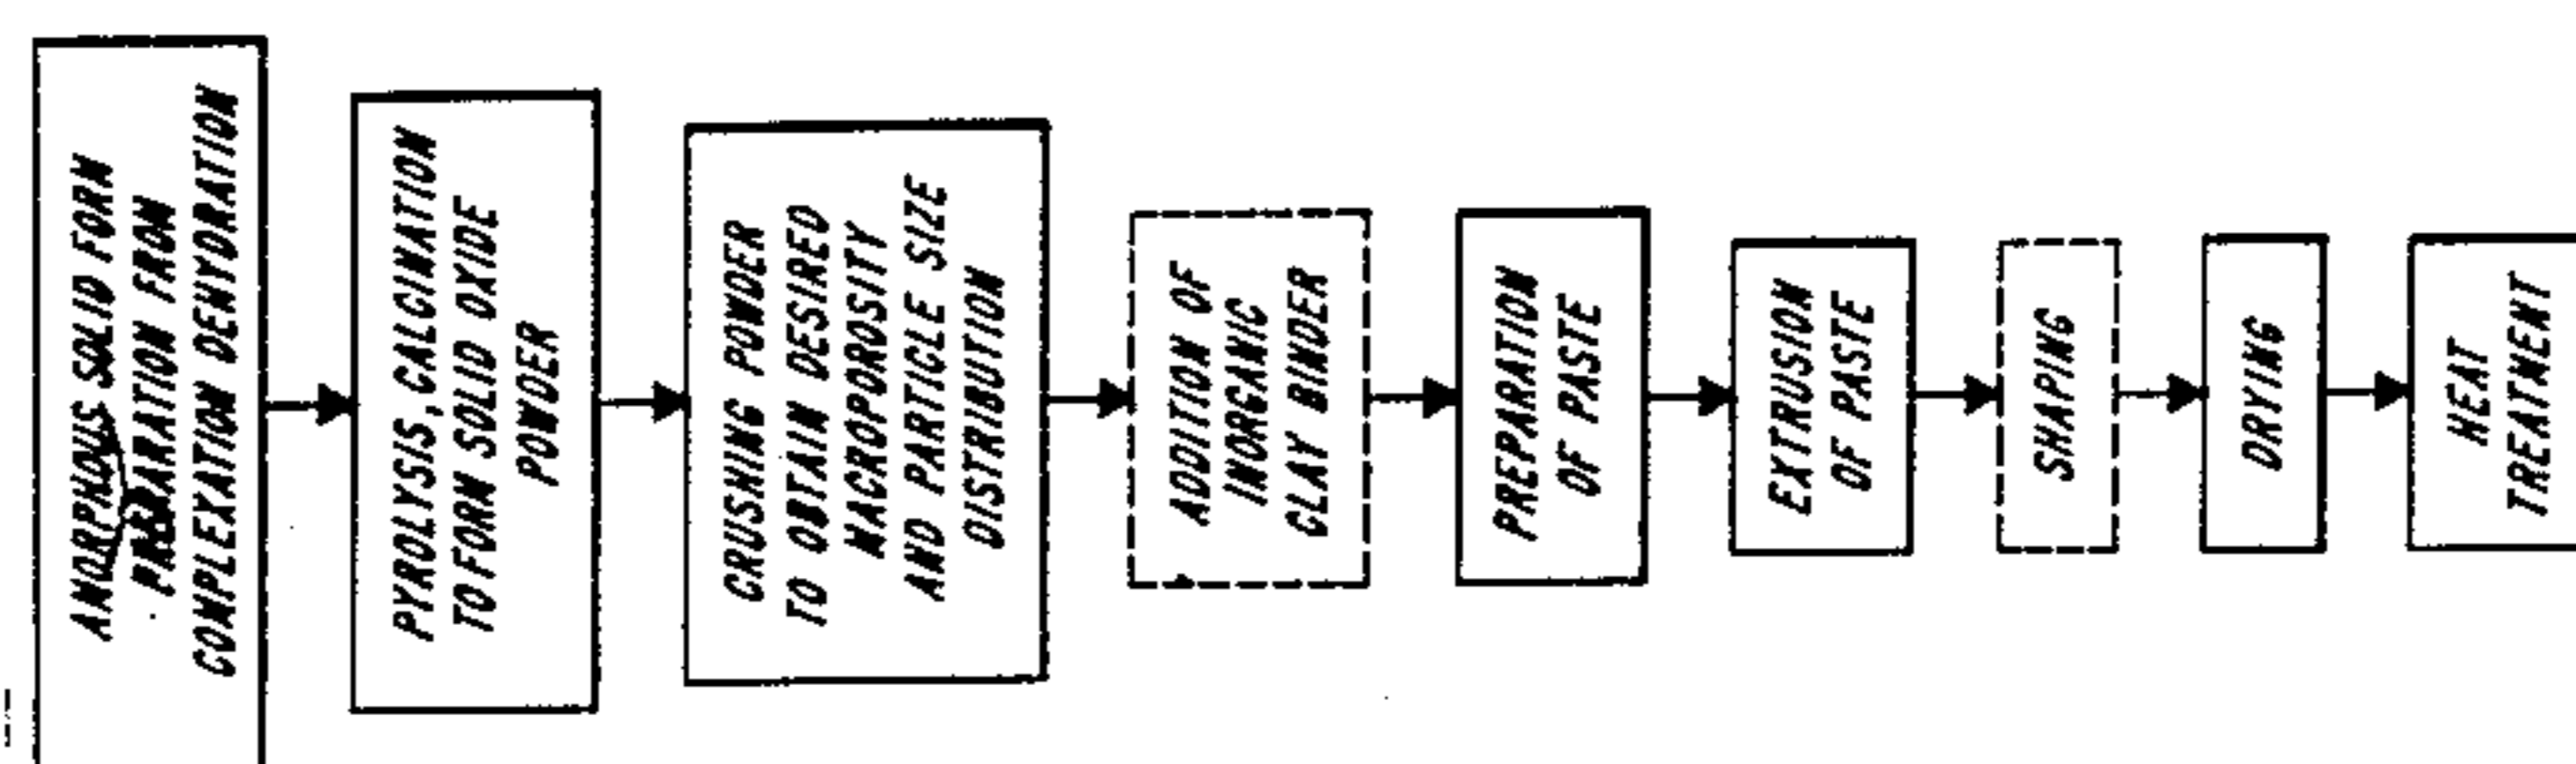 AMORPHOUS SOLID FORM
PREPARATION FROM
COMPLEXATION DEHYDRATION
PYROLYSIS, CALCINATION
TO FORM SOLID OXIDE
POWDER
CRUSHING POWDER
TO OBTAIN DESIRED
MACROPOROSITY
AND PARTICLE SIZE
DISTRIBUTION
ADDITION OF
INORGANIC
CLAY BINDER
PREPARATION
OF PASTE
EXTRUSION
OF PASTE
SHAPING
DRYING
HEAT
TREATMENT